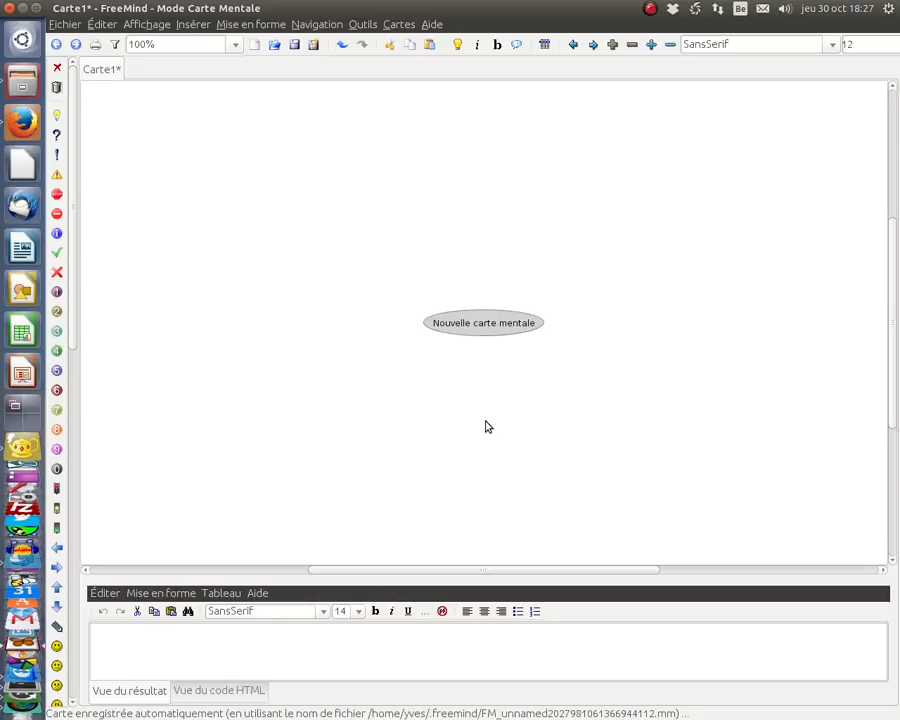 Carte1* - FreeMind - Mode Carte Mentale
Be
jeu 30 oct 18:27
Fichier Éditer Affichage Insérer Mise en forme Navigation Outils Cartes Aide
100%
SansSerif
12
Carte1*
Nouvelle carte mentale
Éditer Mise en forme Tableau Aide
SansSerif
14
Vue du résultat
Vue du code HTML
Carte enregistrée automatiquement (en utilisant le nom de fichier /home/yves/.freemind/FM_unnamed2027981061366944112.mm) ...